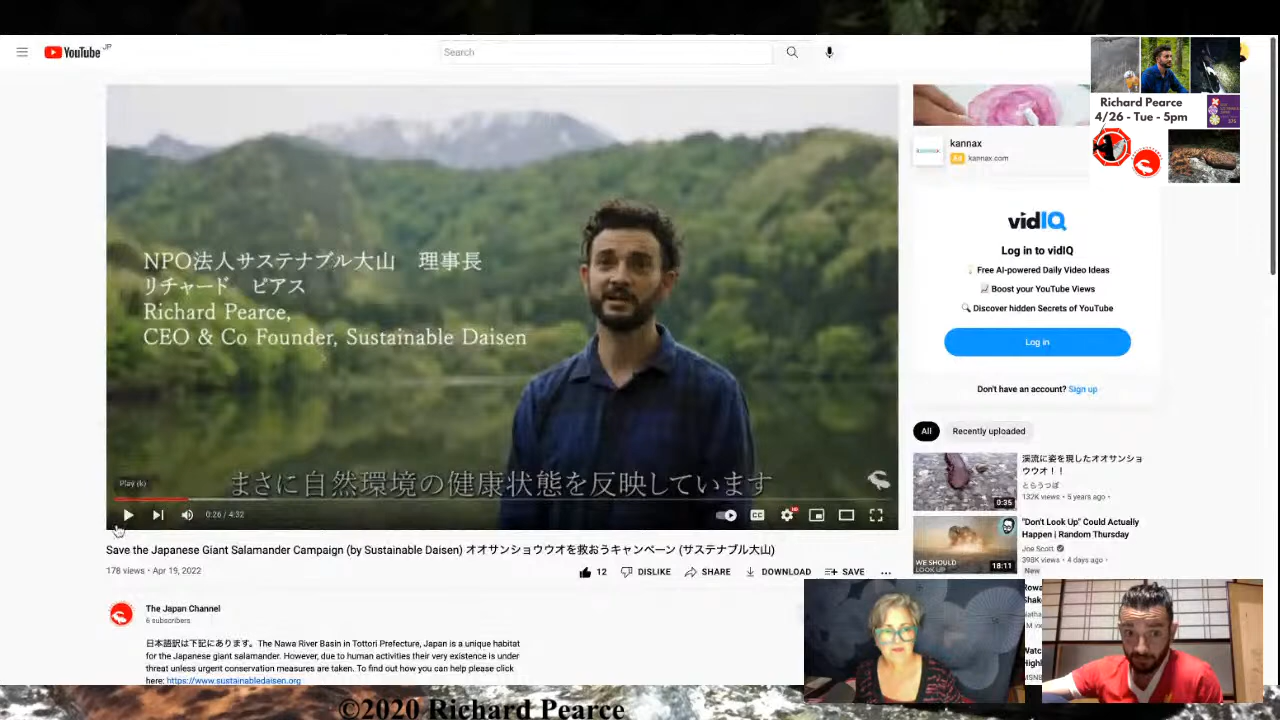 YouTube JP
Search
Richard Pearce
4/26 - Tue - 5pm
kannax
Ad kannax.com
vidIQ
Log in to vidIQ
Free AI-powered Daily Video Ideas
Boost your YouTube Views
Discover hidden Secrets of YouTube
Log in
Don't have an account? Sign up
All Recently uploaded
NPO法人サステナブル大山 理事長
リチャード ピアス
Richard Pearce,
CEO & Co Founder, Sustainable Daisen
まさに自然環境の健康状態を反映しています
Play (k)
0:26 / 4:32
CC
渓流に姿を現したオオサンショ
ウウオ！！
とらうつぼ
132K views • 5 years ago •
0:35
"Don't Look Up" Could Actually
Happen | Random Thursday
Joe Scott
398K views • 4 days ago •
New
WE SHOULD
LOOK UP
18:11
Save the Japanese Giant Salamander Campaign (by Sustainable Daisen) オオサンショウウオを救おうキャンペーン (サステナブル大山)
178 views • Apr 19, 2022
12 DISLIKE SHARE DOWNLOAD SAVE ...
The Japan Channel
6 subscribers
日本語訳は下記にあります。The Nawa River Basin in Tottori Prefecture, Japan is a unique habitat
for the Japanese giant salamander. However, due to human activities their very existence is under
threat unless urgent conservation measures are taken. To find out how you can help please click
here: https://www.sustainabledaisen.org
©2020 Richard Pearce